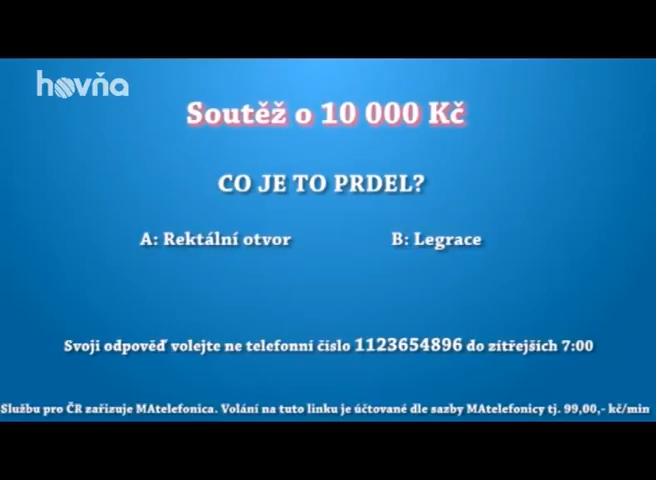 hovňa
Soutěž o 10 000 Kč
CO JE TO PRDEL?
A: Rektální otvor B: Legrace
Svoji odpověď volejte ne telefonní číslo 1123654896 do zítřejších 7:00
Službu pro ČR zařizuje MAtelefonica. Volání na tuto linku je účtované dle sazby MAtelefonicy tj. 99,00,- kč/min